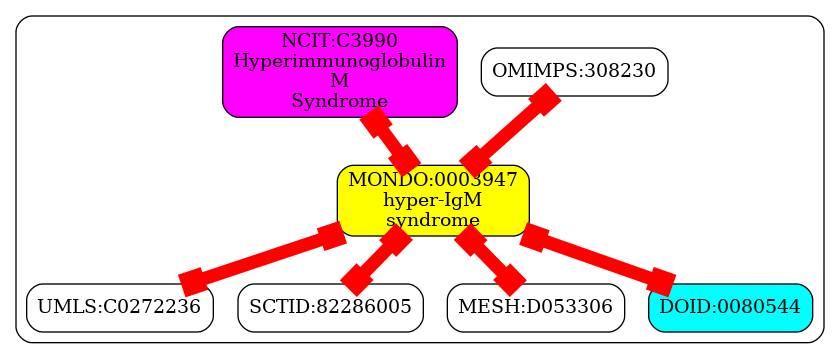 NCIT:C3990
Hyperimmunoglobulin
M
Syndrome
OMIMPS:308230
MONDO:0003947
hyper-IgM
syndrome
UMLS:C0272236
SCTID:82286005
MESH:D053306
DOID:0080544